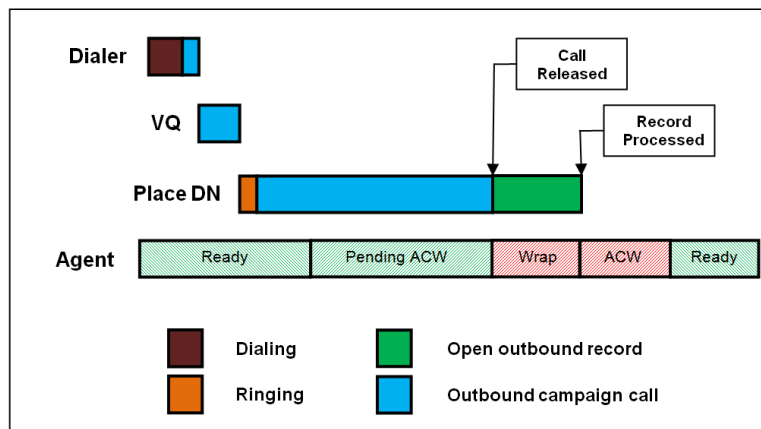 Dialer
Call
Released
VQ
Record
Processed
Place DN
Agent
Ready
Pending ACW
Wrap
ACW
Ready
Dialing
Open outbound record
Ringing
Outbound campaign call